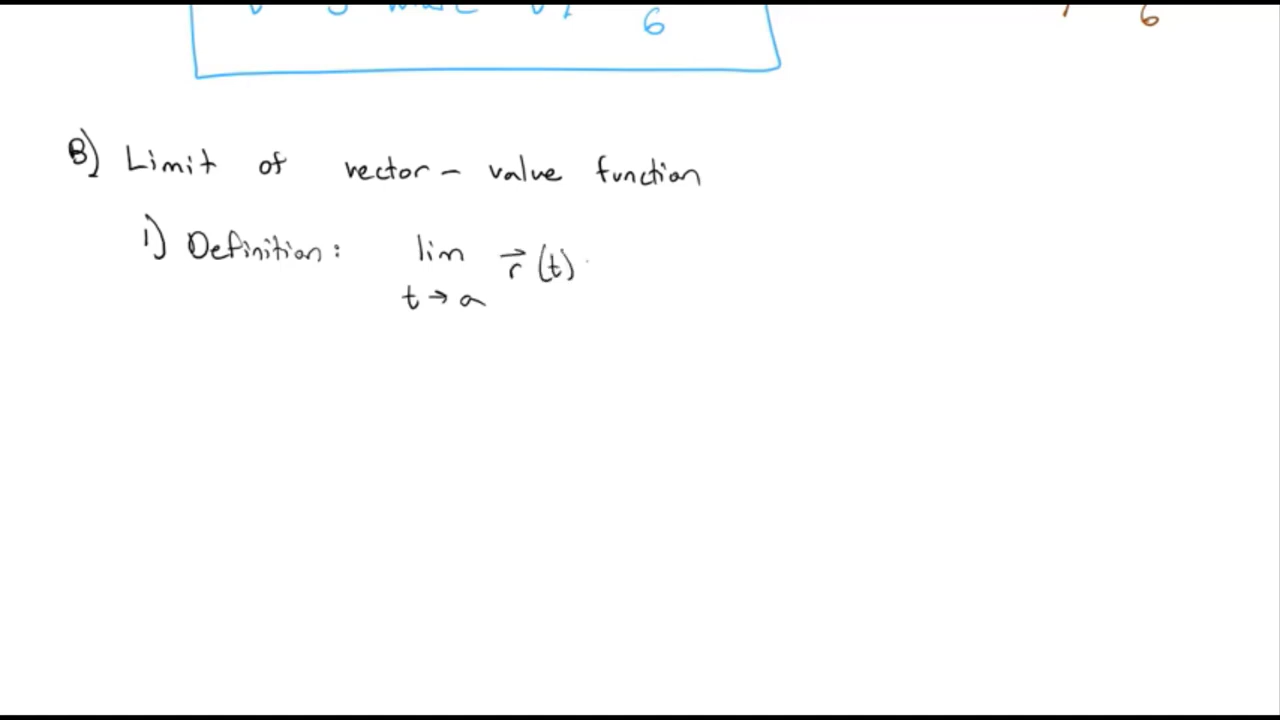 6 6
B) Limit of vector - value function
1) Definition: lim r⃗(t)
t → a